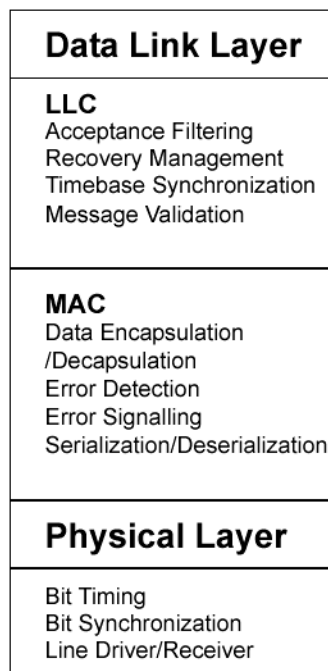 Data Link Layer
LLC
Acceptance Filtering
Recovery Management
Timebase Synchronization
Message Validation
MAC
Data Encapsulation
/Decapsulation
Error Detection
Error Signalling
Serialization/Deserialization
Physical Layer
Bit Timing
Bit Synchronization
Line Driver/Receiver